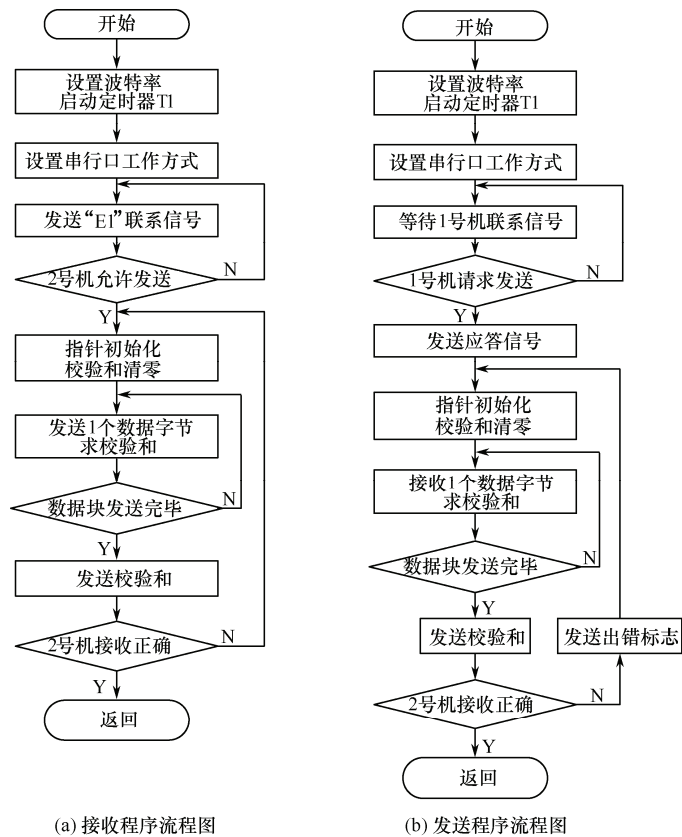 开始
设置波特率
启动定时器T1
设置串行口工作方式
发送“E1”联系信号
2号机允许发送
N
Y
指针初始化
校验和清零
发送1个数据字节
求校验和
数据块发送完毕
N
Y
发送校验和
2号机接收正确
N
Y
返回
(a) 接收程序流程图
开始
设置波特率
启动定时器T1
设置串行口工作方式
等待1号机联系信号
1号机请求发送
N
Y
发送应答信号
指针初始化
校验和清零
接收1个数据字节
求校验和
数据块发送完毕
N
Y
发送校验和
发送出错标志
2号机接收正确
N
Y
返回
(b) 发送程序流程图